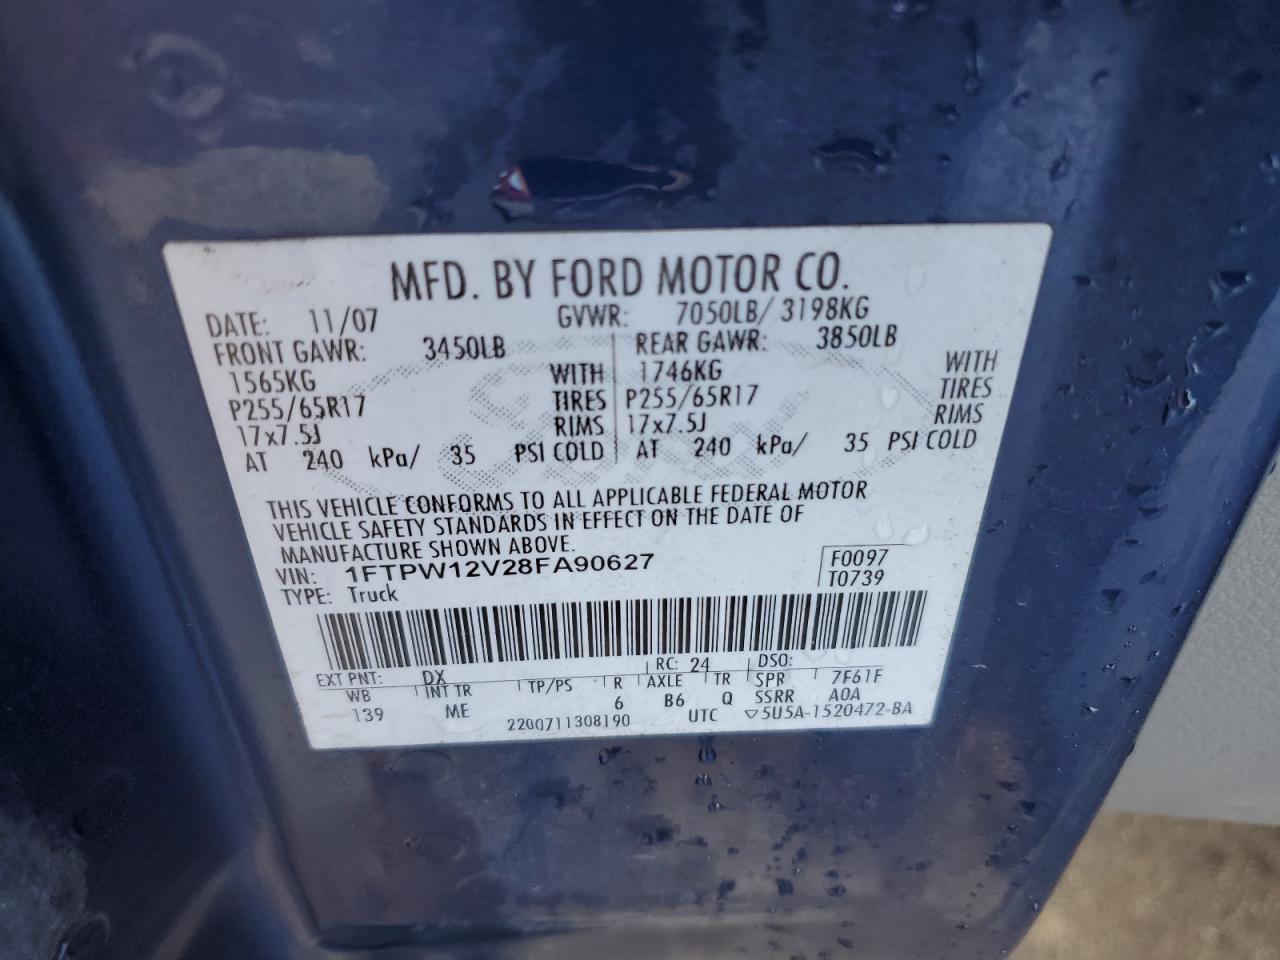 MFD. BY FORD MOTOR CO.
DATE: 11/07 GVWR: 7050LB/ 3198KG
FRONT GAWR: 3450LB REAR GAWR: 3850LB
1565KG WITH 1746KG WITH
P255/65R17 TIRES P255/65R17 TIRES
17x7.5J RIMS 17x7.5J RIMS
AT 240 kPa/ 35 PSI COLD AT 240 kPa/ 35 PSI COLD
THIS VEHICLE CONFORMS TO ALL APPLICABLE FEDERAL MOTOR
VEHICLE SAFETY STANDARDS IN EFFECT ON THE DATE OF
MANUFACTURE SHOWN ABOVE.
VIN: 1FTPW12V28FA90627 F0097
TYPE: Truck T0739
EXT PNT: DX RC: 24 DSO:
WB INT TR TP/PS R AXLE TR SPR 7F61F
139 ME 6 B6 Q SSRR A0A
2200711308190 UTC ▽5U5A-1520472-BA